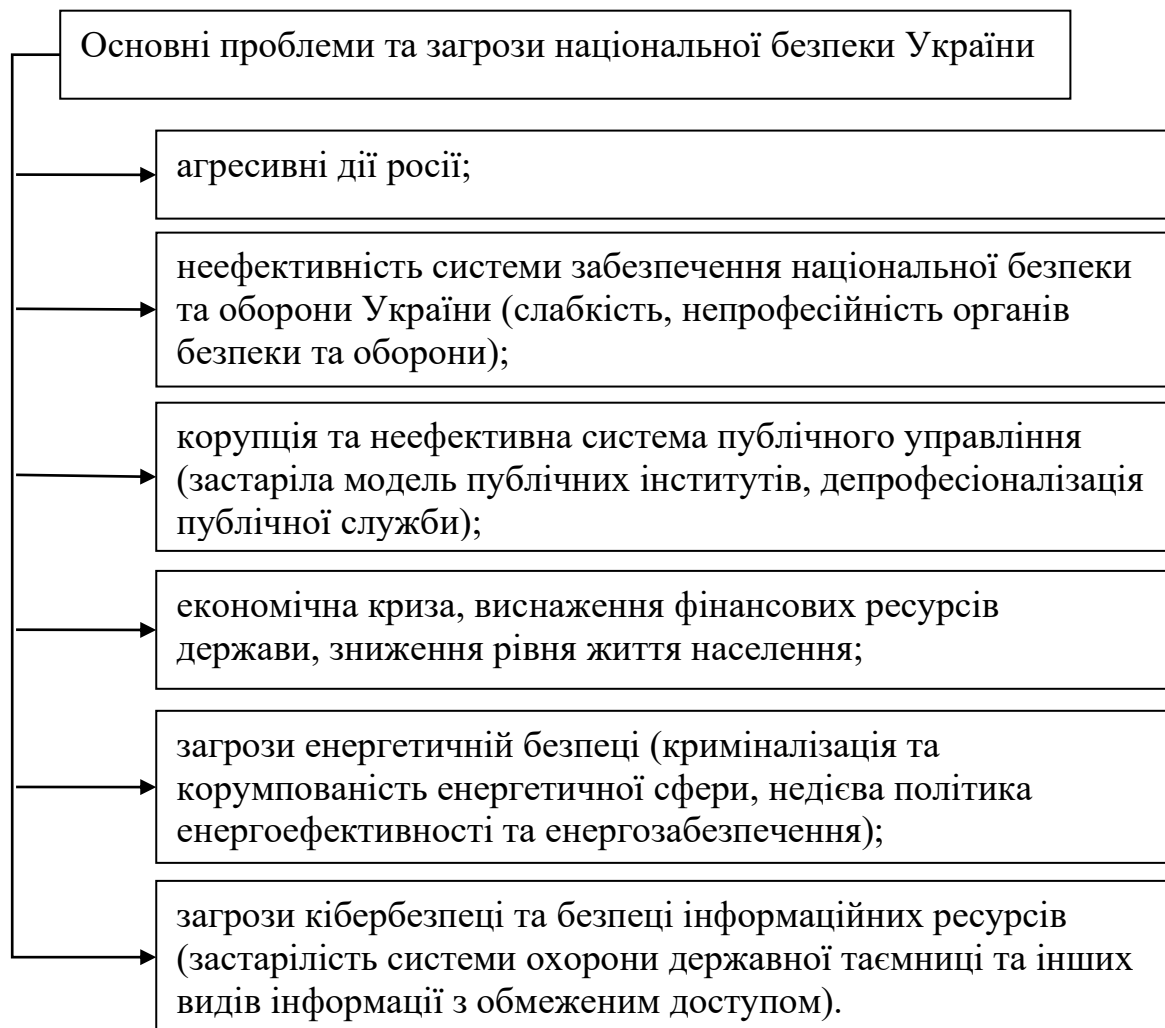 Основні проблеми та загрози національної безпеки України
агресивні дії росії;
неефективність системи забезпечення національної безпеки
та оборони України (слабкість, непрофесійність органів
безпеки та оборони);
корупція та неефективна система публічного управління
(застаріла модель публічних інститутів, депрофесіоналізація
публічної служби);
економічна криза, виснаження фінансових ресурсів
держави, зниження рівня життя населення;
загрози енергетичній безпеці (криміналізація та
корумпованість енергетичної сфери, недієва політика
енергоефективності та енергозабезпечення);
загрози кібербезпеці та безпеці інформаційних ресурсів
(застарілість системи охорони державної таємниці та інших
видів інформації з обмеженим доступом).